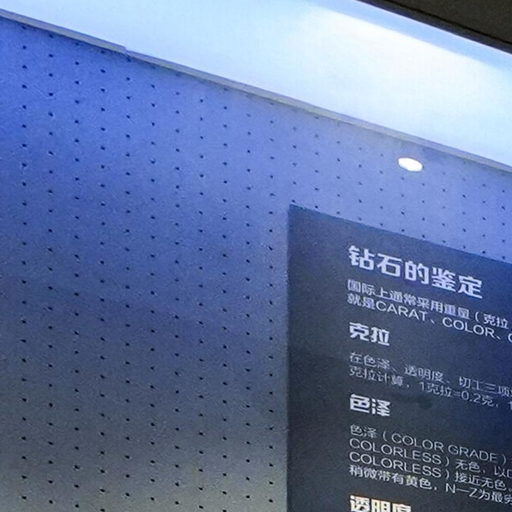 钻石的鉴定
国际上通常采用重量（克拉
就是CARAT、COLOR、
克拉
在色泽、透明度、切工三项
克拉计算，1克拉=0.2克，
色泽
色泽（COLOR GRADE）
COLORLESS）无色，以D
COLORLESS）接近无色，
稍微带有黄色，N—Z为最
透明度